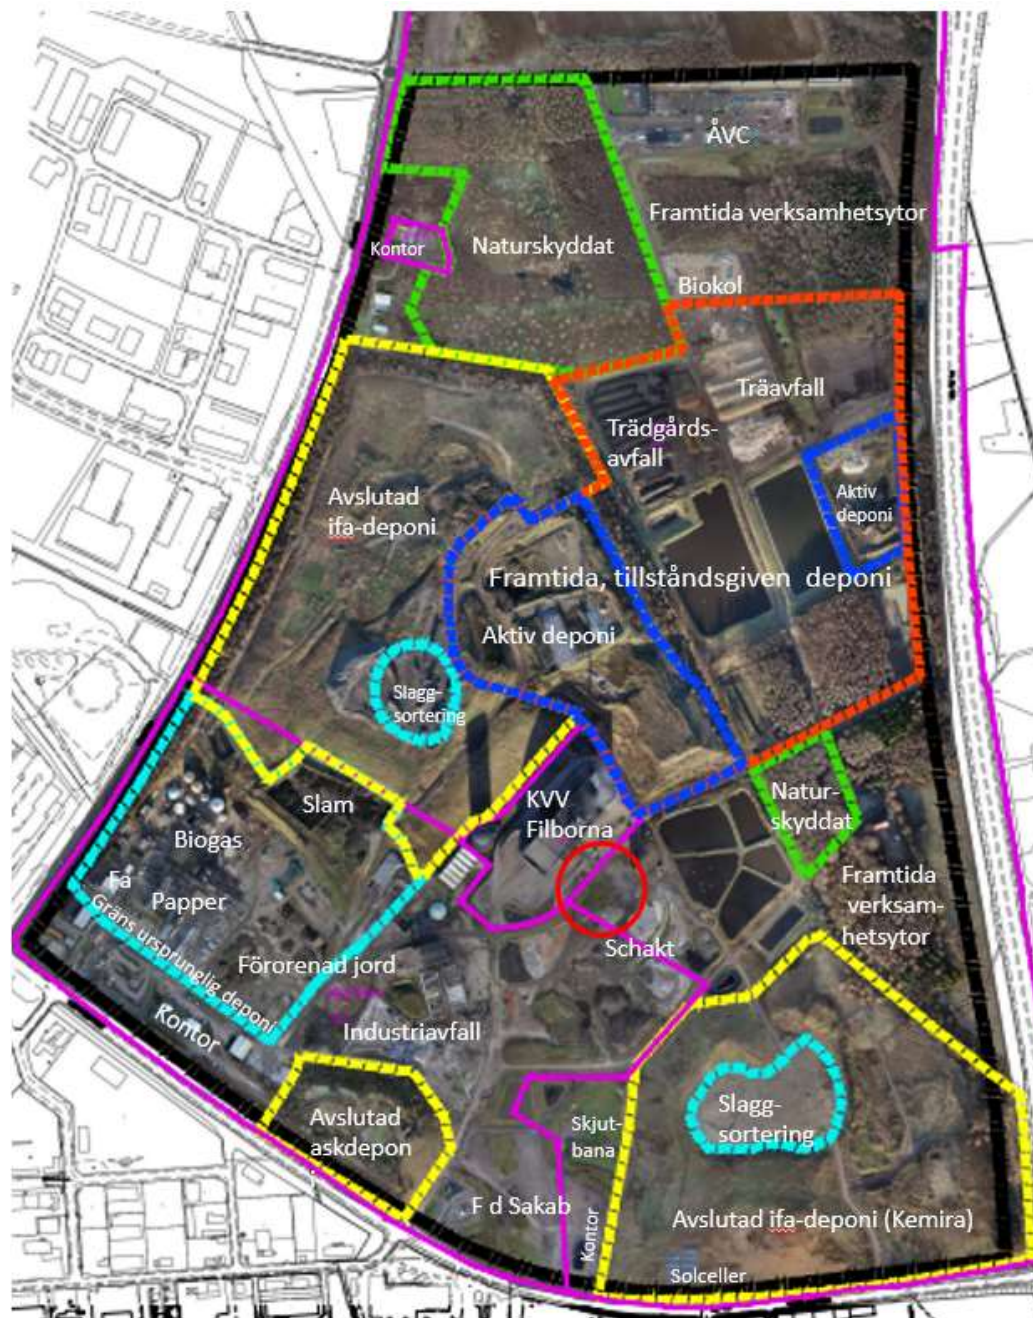 ÅVC
Framtida verksamhetsytor
Kontor
Naturskyddat
Biokol
Träavfall
Trädgårds-
avfall
Avslutad
ifa-deponi
Aktiv
deponi
Framtida, tillståndsgiven deponi
Aktiv deponi
Slagg-
sortering
Slam
KVV
Filborna
Natur-
skyddat
Biogas
Fa
Papper
Framtida
verksam-
hetsytor
Gräns ursprunglig deponi
Schakt
Förorenad jord
Kontor
Industriavfall
Avslutad
askdepon
Skjut-
bana
Slagg-
sortering
F d Sakab
Kontor
Avslutad ifa-deponi (Kemira)
Solceller